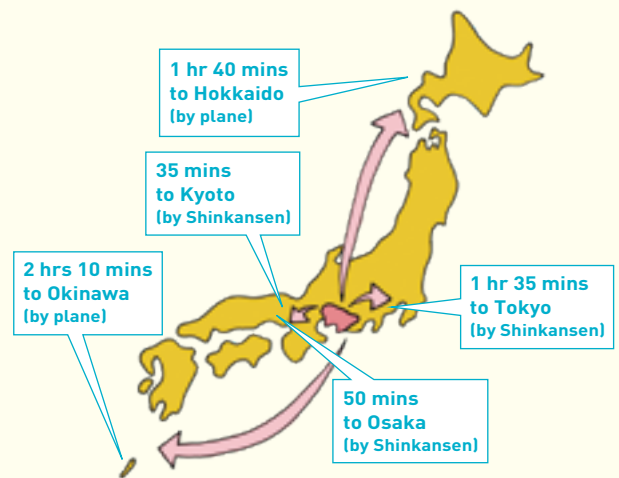 1 hr 40 mins
to Hokkaido
(by plane)
35 mins
to Kyoto
(by Shinkansen)
2 hrs 10 mins
to Okinawa
(by plane)
1 hr 35 mins
to Tokyo
(by Shinkansen)
50 mins
to Osaka
(by Shinkansen)